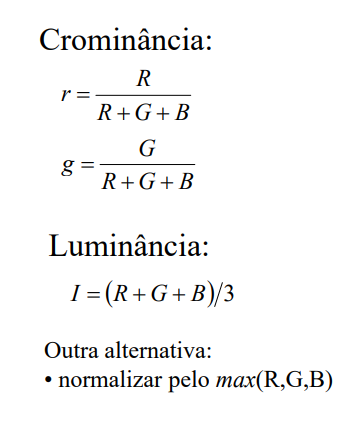 Crominância:
r = R / R + G + B
g = G / R + G + B
Luminância:
I = (R + G + B)/3
Outra alternativa:
• normalizar pelo max(R,G,B)